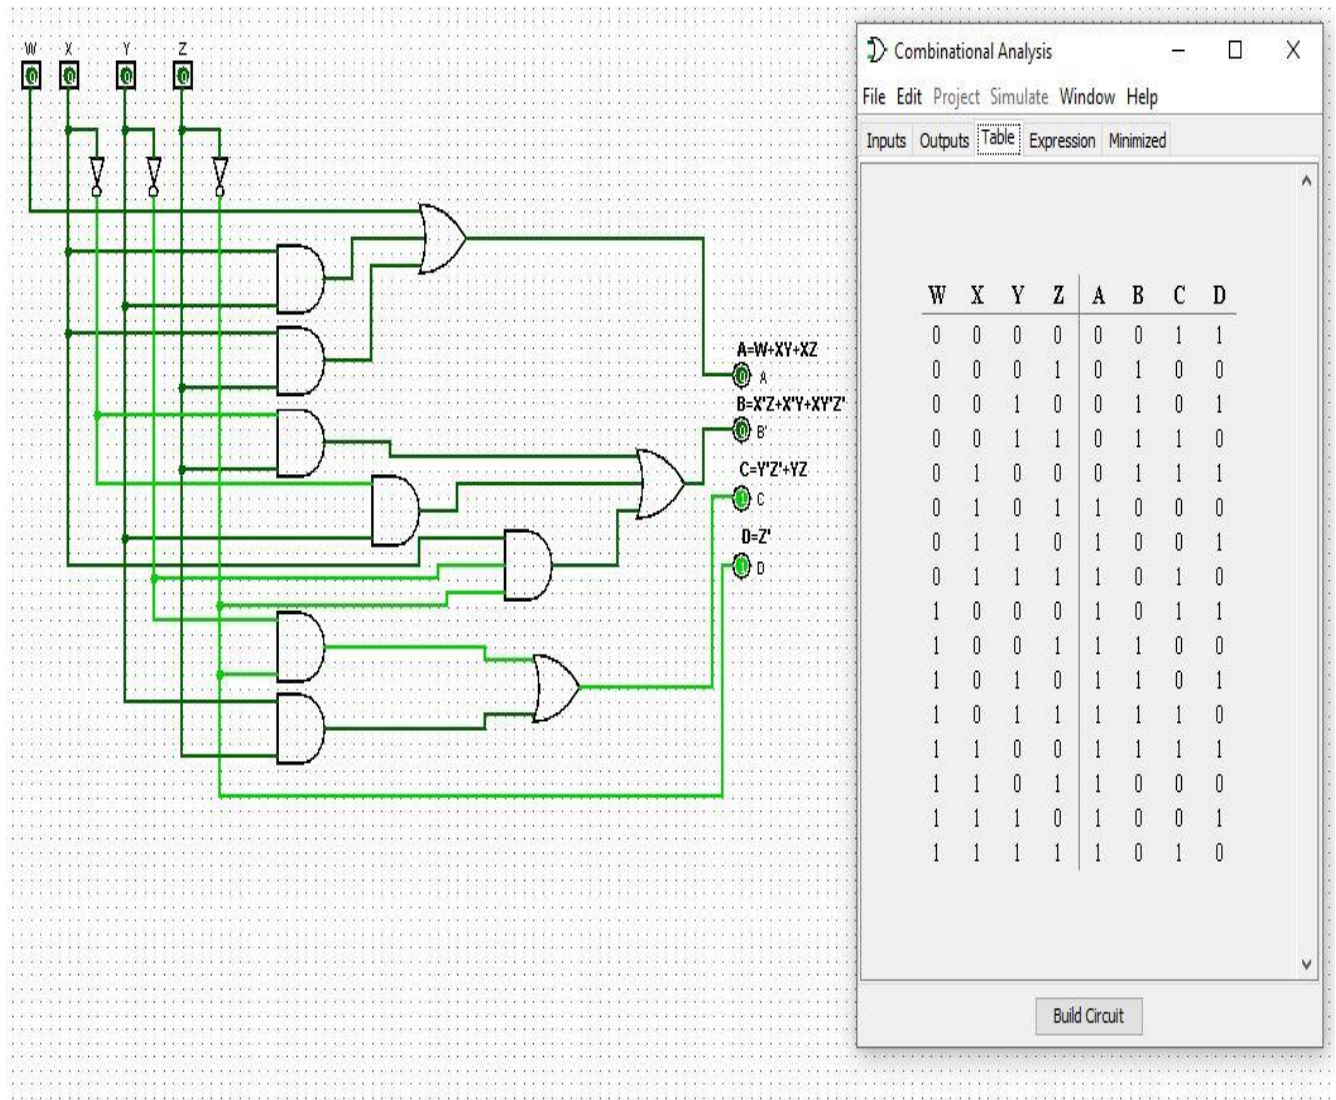 W X Y Z
A=W+XY+XZ
A
B=X'Z+X'Y+XY'Z'
B'
C=Y'Z'+YZ
C
D=Z'
D
Combinational Analysis
File Edit Project Simulate Window Help
Inputs Outputs Table Expression Minimized
W X Y Z A B C D
0 0 0 0 0 0 1 1
0 0 0 1 0 1 0 0
0 0 1 0 0 1 0 1
0 0 1 1 0 1 1 0
0 1 0 0 0 1 1 1
0 1 0 1 1 0 0 0
0 1 1 0 1 0 0 1
0 1 1 1 1 0 1 0
1 0 0 0 1 0 1 1
1 0 0 1 1 1 0 0
1 0 1 0 1 1 0 1
1 0 1 1 1 1 1 0
1 1 0 0 1 1 1 1
1 1 0 1 1 0 0 0
1 1 1 0 1 0 0 1
1 1 1 1 1 0 1 0
Build Circuit